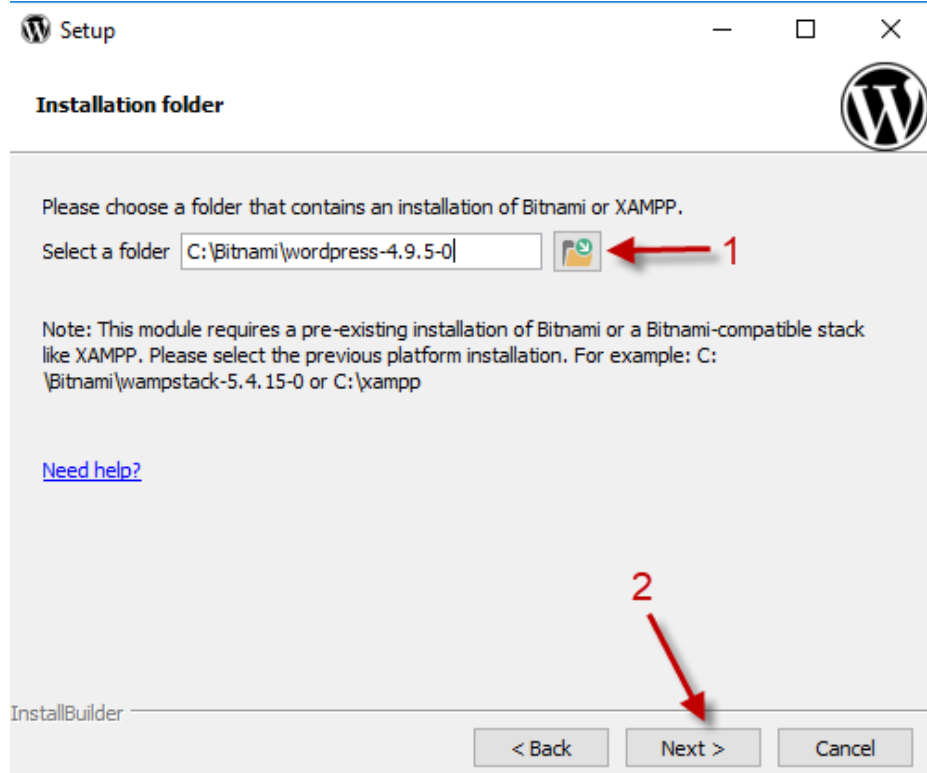 Setup
Installation folder
Please choose a folder that contains an installation of Bitnami or XAMPP.
Select a folder C:\Bitnami\wordpress-4.9.5-0
1
Note: This module requires a pre-existing installation of Bitnami or a Bitnami-compatible stack
like XAMPP. Please select the previous platform installation. For example: C:
\Bitnami\wampstack-5.4.15-0 or C:\xampp
Need help?
2
InstallBuilder
< Back Next > Cancel